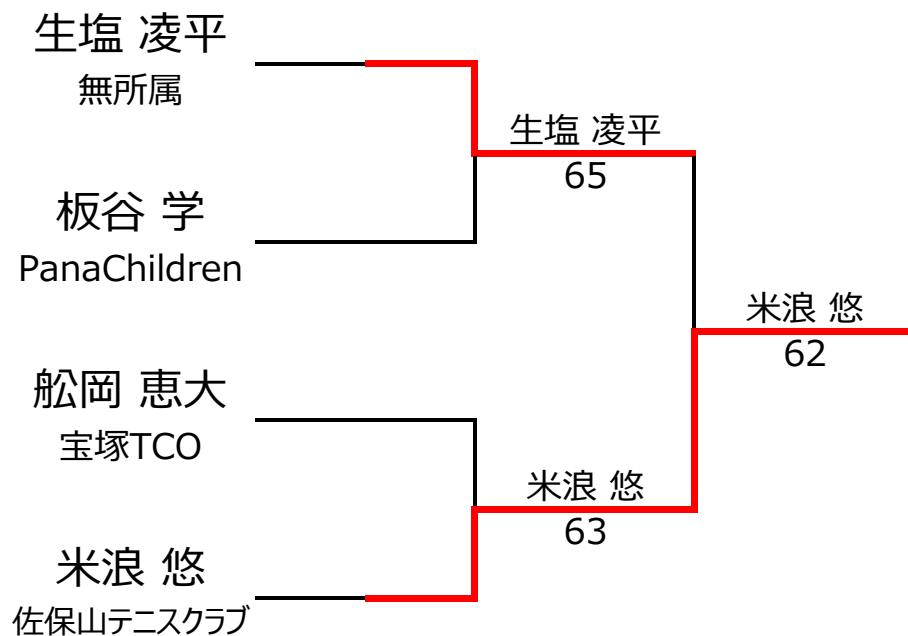 生塩 凌平
無所属
生塩 凌平
65
板谷 学
PanaChildren
米浪 悠
62
舩岡 恵大
宝塚TCO
米浪 悠
63
米浪 悠
佐保山テニスクラブ